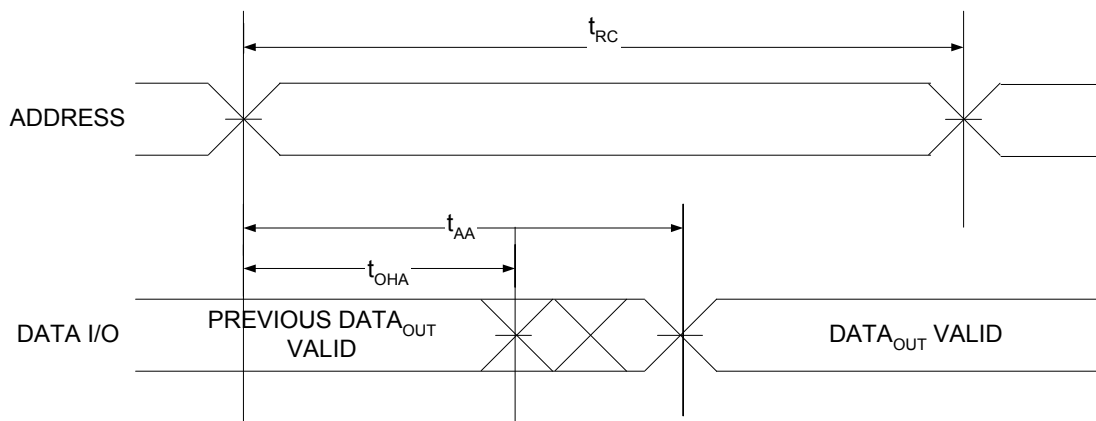 tRC
ADDRESS
tAA
tOHA
DATA I/O
PREVIOUS DATAOUT
VALID
DATAOUT VALID